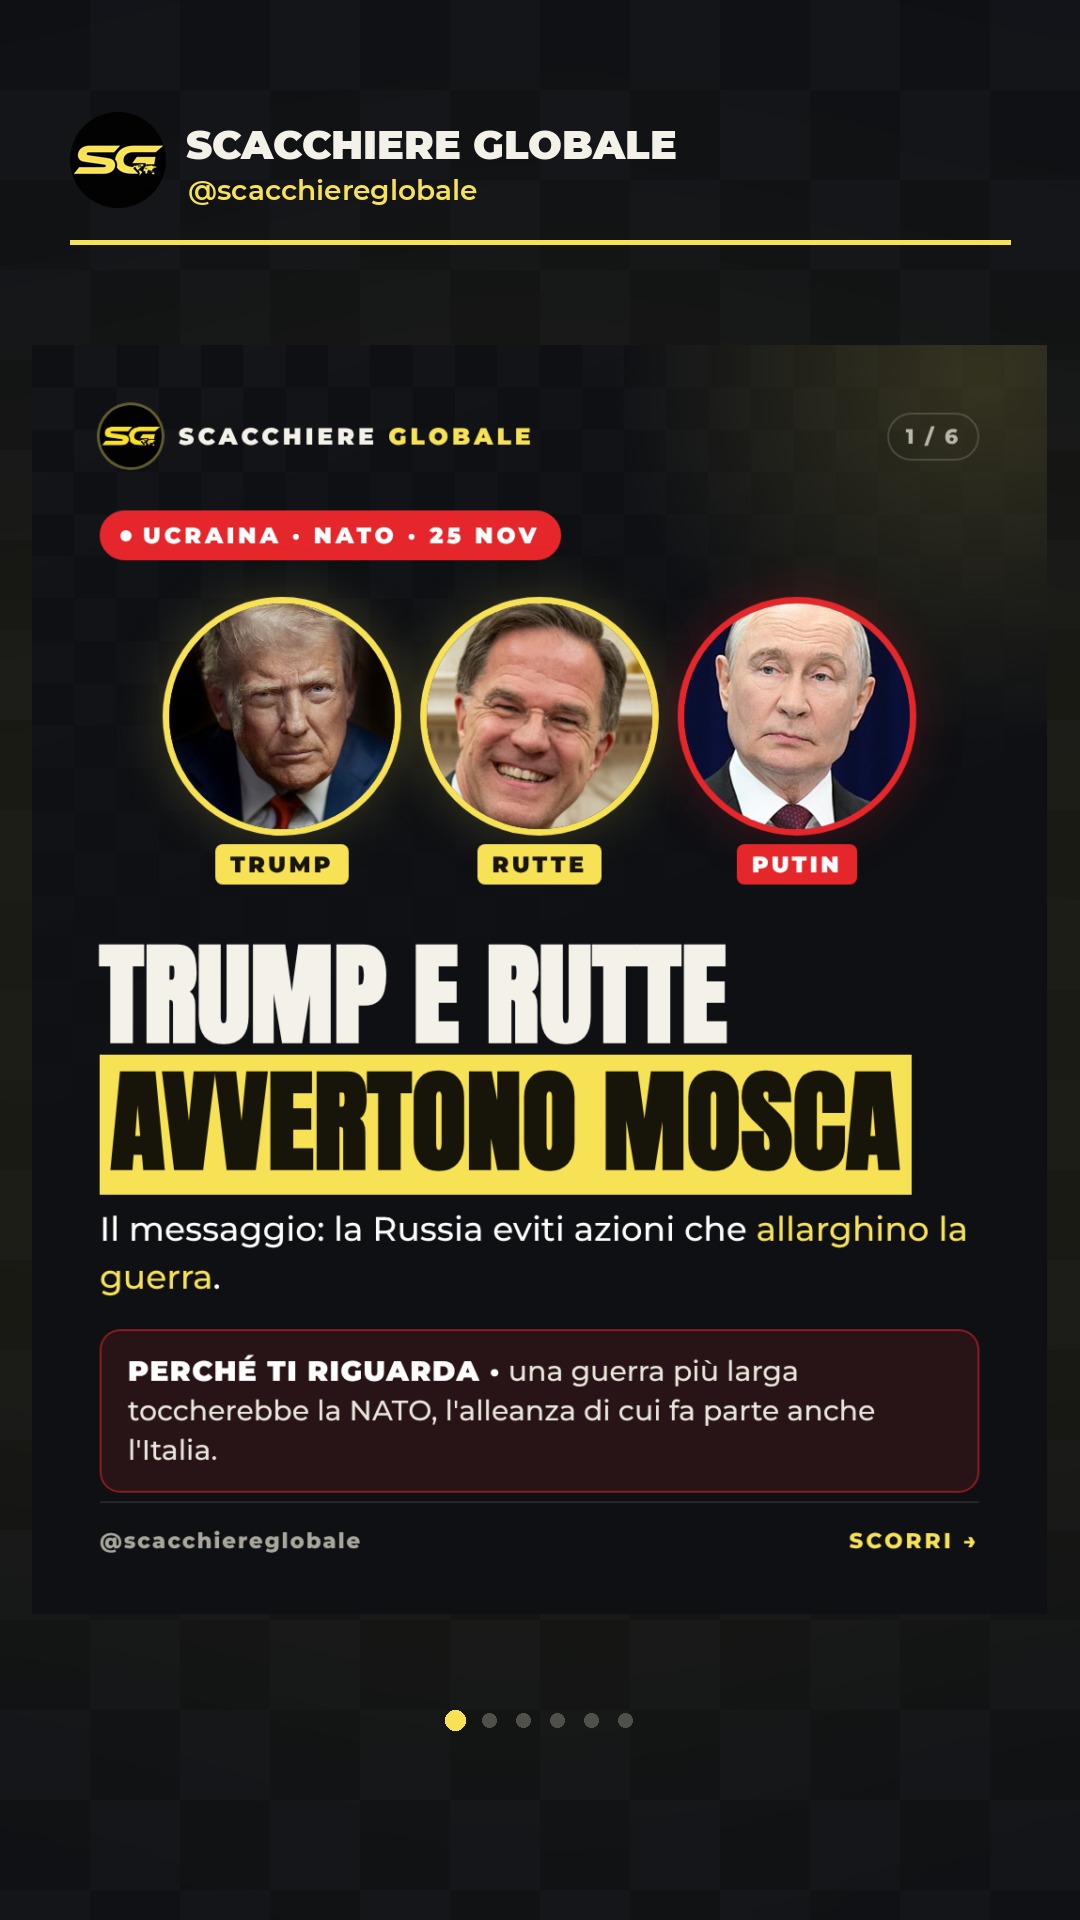 SG
SCACCHIERE GLOBALE
@scacchiereglobale
SG
SCACCHIERE GLOBALE
1 / 6
UCRAINA • NATO • 25 NOV
TRUMP
RUTTE
PUTIN
TRUMP E RUTTE
AVVERTONO MOSCA
Il messaggio: la Russia eviti azioni che allarghino la
guerra.
PERCHÉ TI RIGUARDA • una guerra più larga
toccherebbe la NATO, l'alleanza di cui fa parte anche
l'Italia.
@scacchiereglobale
SCORRI →